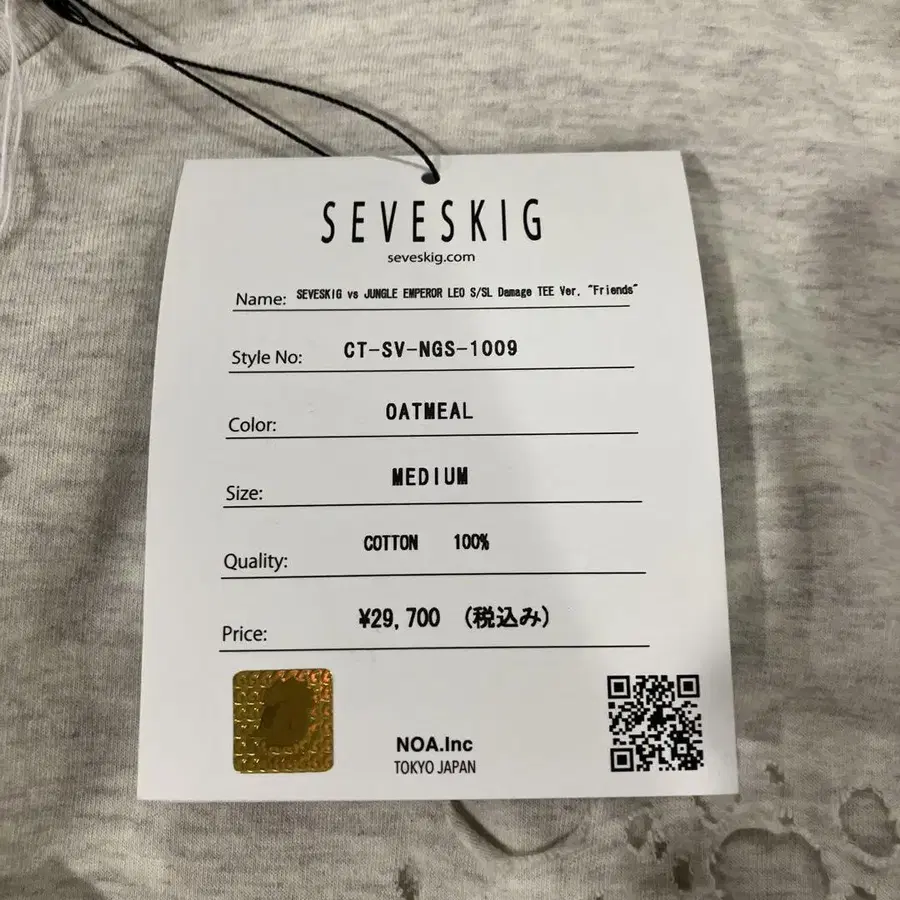 SEVESKIG
seveskig.com
Name: SEVESKIG vs JUNGLE EMPEROR LEO S/SL Damage TEE Ver. "Friends"
Style No: CT-SV-NGS-1009
Color: OATMEAL
Size: MEDIUM
Quality: COTTON 100%
Price: ¥29,700 (税込み)
NOA.Inc
TOKYO JAPAN